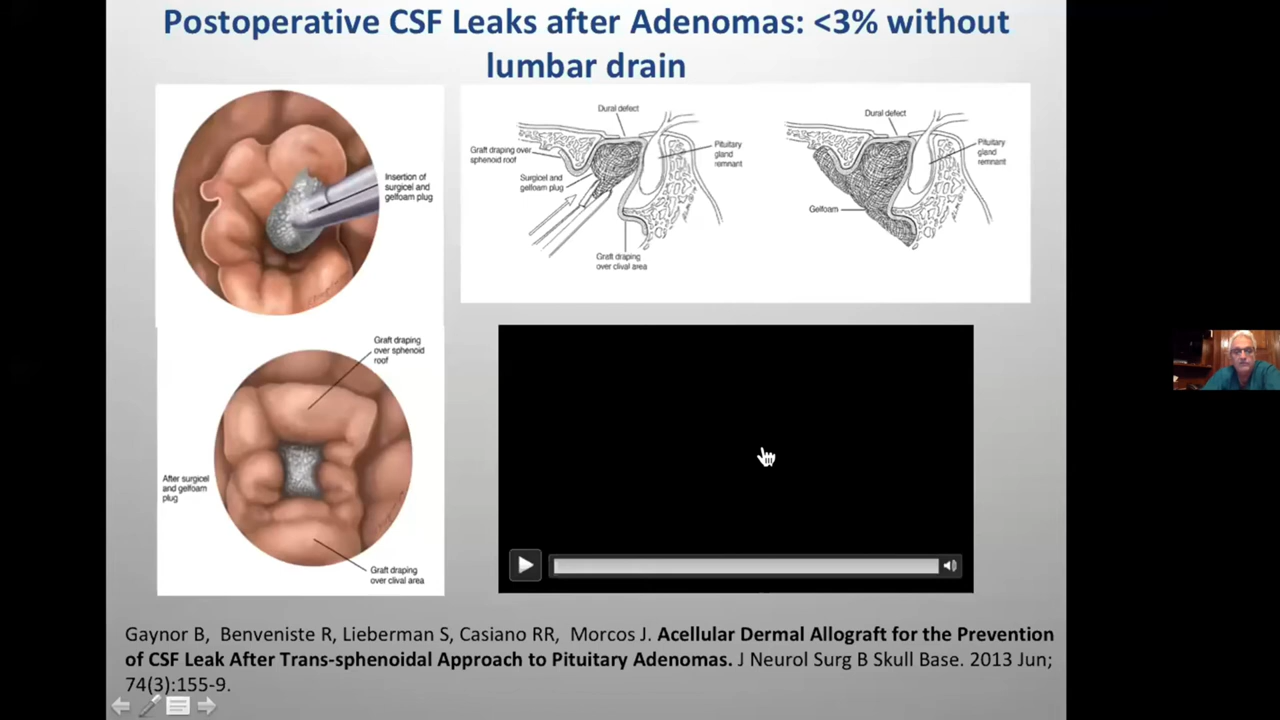 Postoperative CSF Leaks after Adenomas: <3% without
lumbar drain
Insertion of
surgicel and
gelfoam plug
Dural defect
Graft draping over
sphenoid roof
Surgicel and
gelfoam plug
Pituitary
gland
remnant
Graft draping
over clival area
Dural defect
Pituitary
gland
remnant
Gelfoam
Graft draping
over sphenoid
roof
After surgicel
and gelfoam
plug
Graft draping
over clival area
Gaynor B, Benveniste R, Lieberman S, Casiano RR, Morcos J. Acellular Dermal Allograft for the Prevention
of CSF Leak After Trans-sphenoidal Approach to Pituitary Adenomas. J Neurol Surg B Skull Base. 2013 Jun;
74(3):155-9.